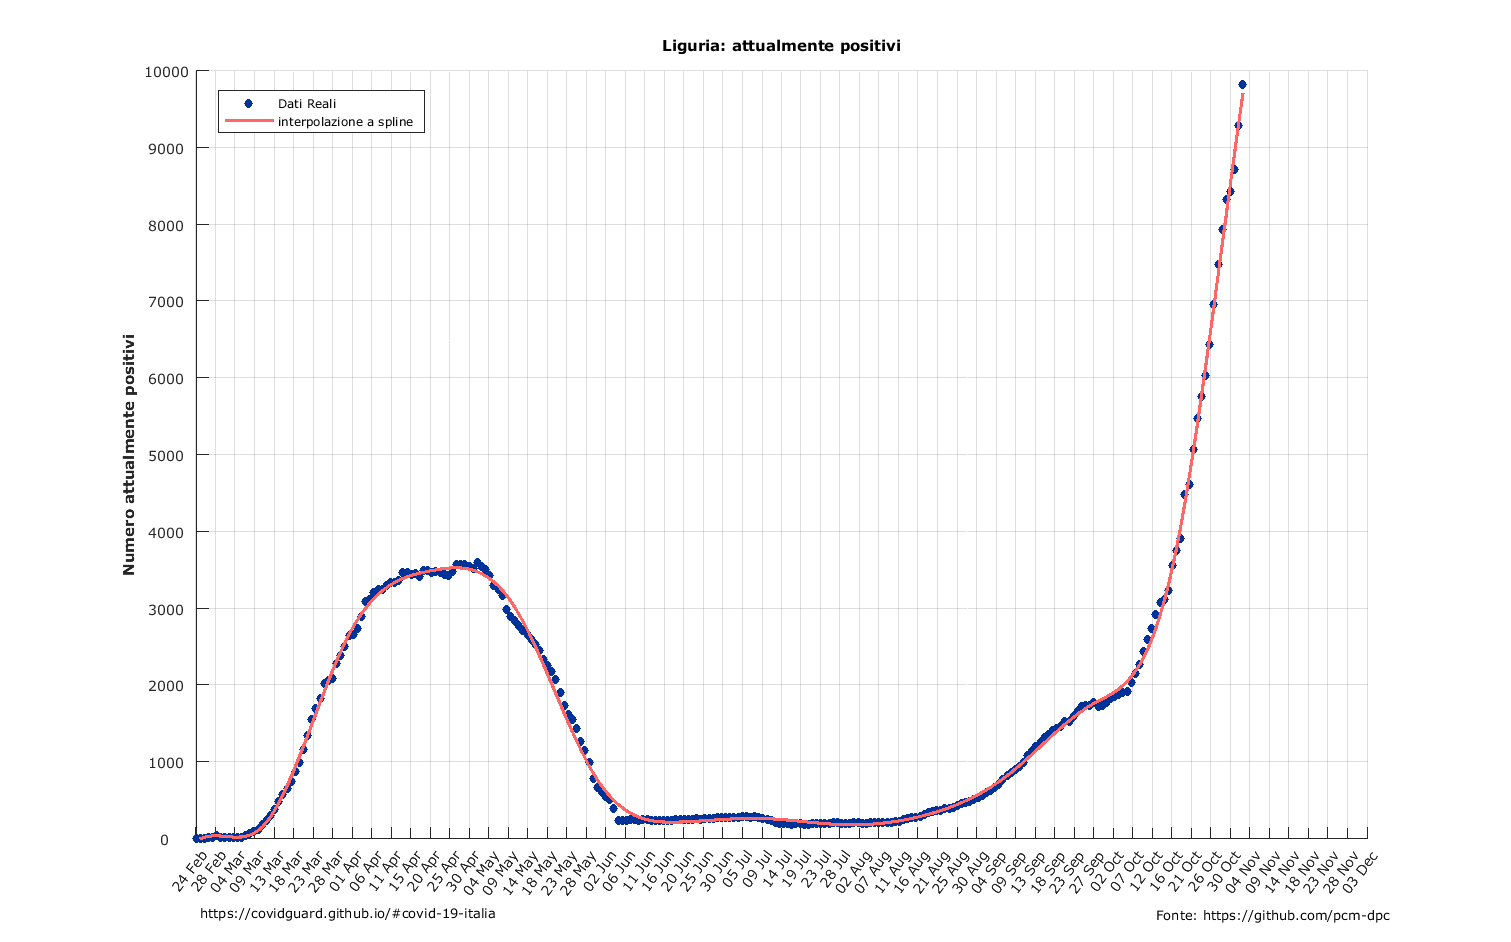 Liguria: attualmente positivi
Dati Reali
interpolazione a spline
Numero attualmente positivi
10000
9000
8000
7000
6000
5000
4000
3000
2000
1000
0
24 Feb
28 Feb
04 Mar
09 Mar
13 Mar
18 Mar
23 Mar
28 Mar
01 Apr
06 Apr
11 Apr
15 Apr
20 Apr
25 Apr
30 Apr
04 May
09 May
14 May
18 May
23 May
28 May
02 Jun
06 Jun
11 Jun
16 Jun
20 Jun
25 Jun
30 Jun
05 Jul
09 Jul
14 Jul
19 Jul
23 Jul
28 Jul
02 Aug
07 Aug
11 Aug
16 Aug
21 Aug
25 Aug
30 Aug
04 Sep
09 Sep
13 Sep
18 Sep
23 Sep
27 Sep
02 Oct
07 Oct
12 Oct
16 Oct
21 Oct
26 Oct
30 Oct
04 Nov
09 Nov
14 Nov
18 Nov
23 Nov
28 Nov
03 Dec
https://covidguard.github.io/#covid-19-italia
Fonte: https://github.com/pcm-dpc